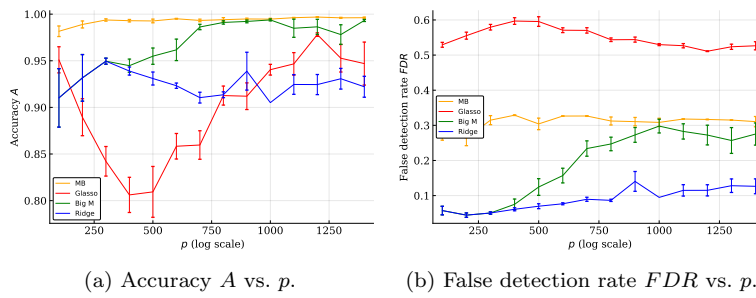 1.00
0.95
0.90
0.85
0.80
Accuracy A
MB
Glasso
Big M
Ridge
250
500
750
1000
1250
p (log scale)
(a) Accuracy A vs. p.
0.6
0.5
0.4
0.3
0.2
0.1
False detection rate FDR
MB
Glasso
Big M
Ridge
250
500
750
1000
1250
p (log scale)
(b) False detection rate FDR vs. p.